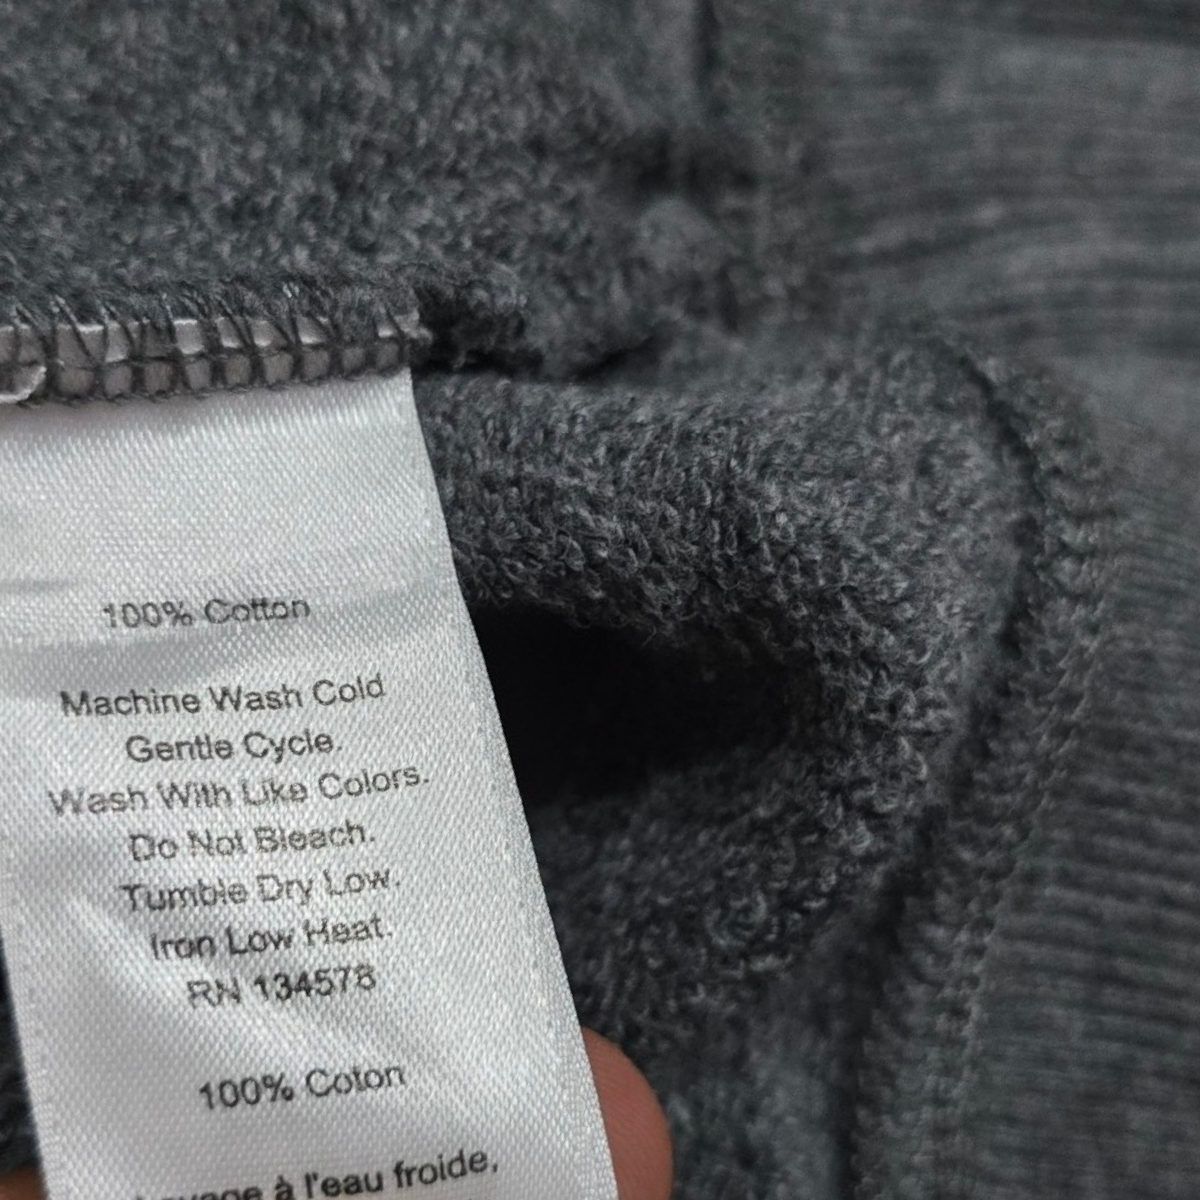 100% Cotton
Machine Wash Cold
Gentle Cycle.
Wash With Like Colors.
Do Not Bleach.
Tumble Dry Low.
Iron Low Heat.
RN 134578
100% Coton
à l'eau froide,